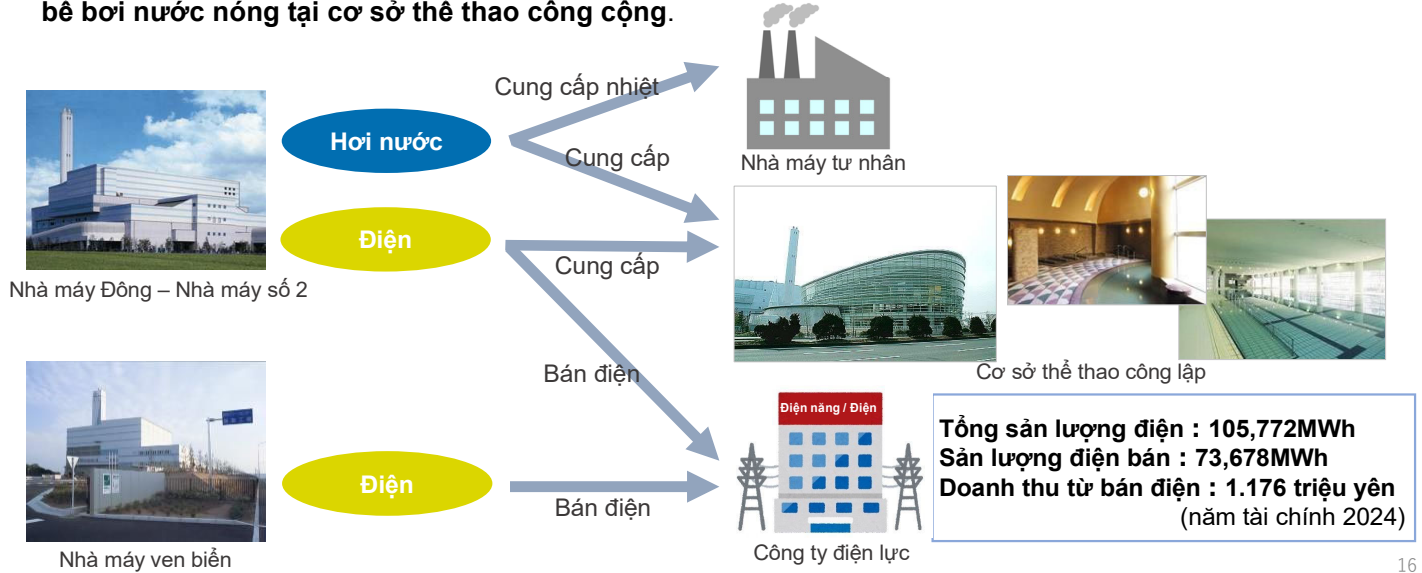 bể bơi nước nóng tại cơ sở thể thao công cộng.
Cung cấp nhiệt
Hơi nước
Cung cấp
Nhà máy tư nhân
Điện
Cung cấp
Nhà máy Đông – Nhà máy số 2
Bán điện
Cơ sở thể thao công lập
Điện năng / Điện
Tổng sản lượng điện : 105,772MWh
Sản lượng điện bán : 73,678MWh
Doanh thu từ bán điện : 1.176 triệu yên
(năm tài chính 2024)
Điện
Bán điện
Công ty điện lực
Nhà máy ven biển
16